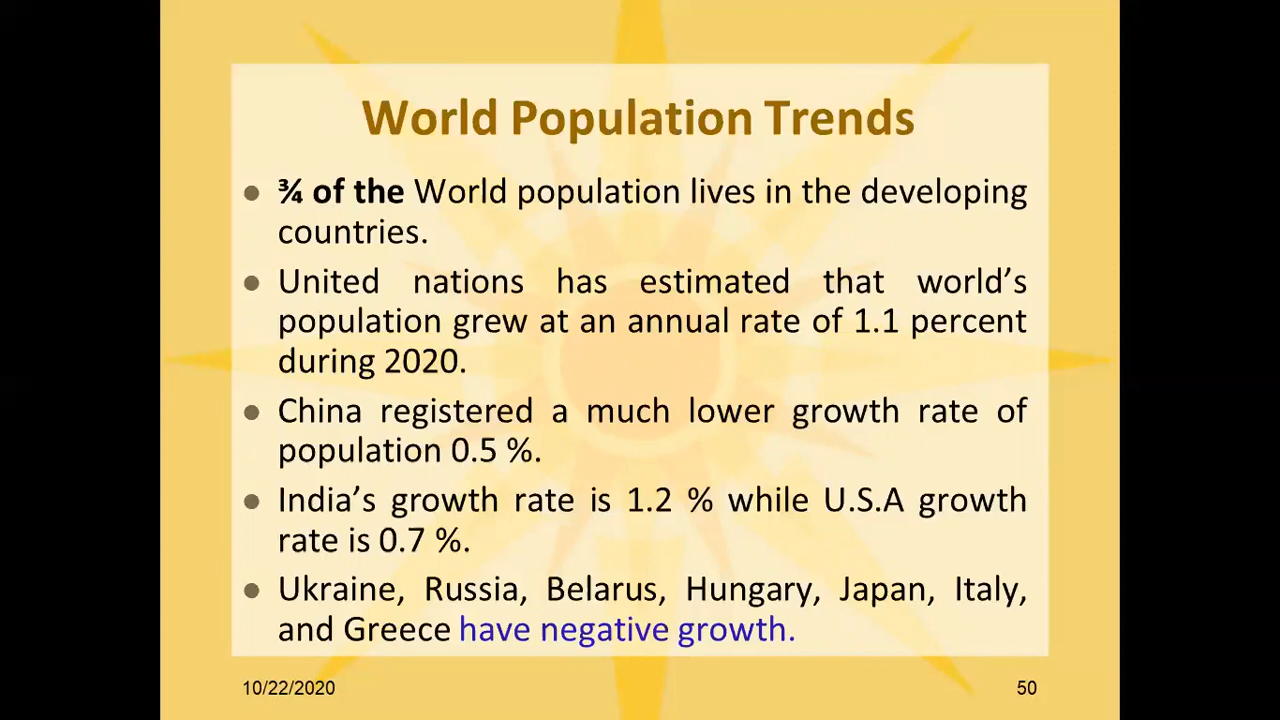 World Population Trends
¾ of the World population lives in the developing
countries.
United nations has estimated that world’s
population grew at an annual rate of 1.1 percent
during 2020.
China registered a much lower growth rate of
population 0.5 %.
India’s growth rate is 1.2 % while U.S.A growth
rate is 0.7 %.
Ukraine, Russia, Belarus, Hungary, Japan, Italy,
and Greece have negative growth.
10/22/2020
50